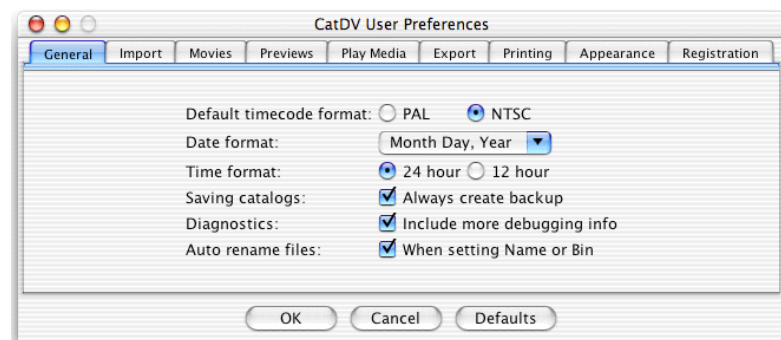 CatDV User Preferences
General Import Movies Previews Play Media Export Printing Appearance Registration
Default timecode format: PAL NTSC
Date format: Month Day, Year
Time format: 24 hour 12 hour
Saving catalogs: Always create backup
Diagnostics: Include more debugging info
Auto rename files: When setting Name or Bin
OK Cancel Defaults